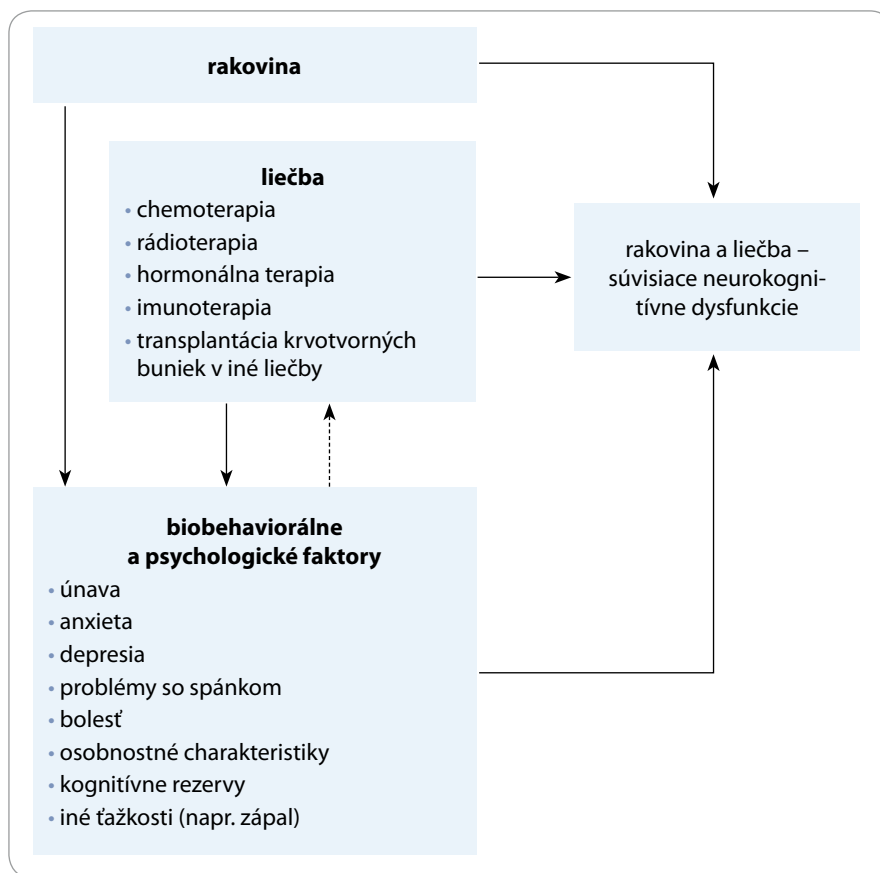 rakovina
liečba
• chemoterapia
• rádioterapia
• hormonálna terapia
• imunoterapia
• transplantácia krvotvorných
buniek v iné liečby
rakovina a liečba –
súvisiace neurokogni-
tívne dysfunkcie
biobehaviorálne
a psychologické faktory
• únava
• anxieta
• depresia
• problémy so spánkom
• bolesť
• osobnostné charakteristiky
• kognitívne rezervy
• iné ťažkosti (napr. zápal)